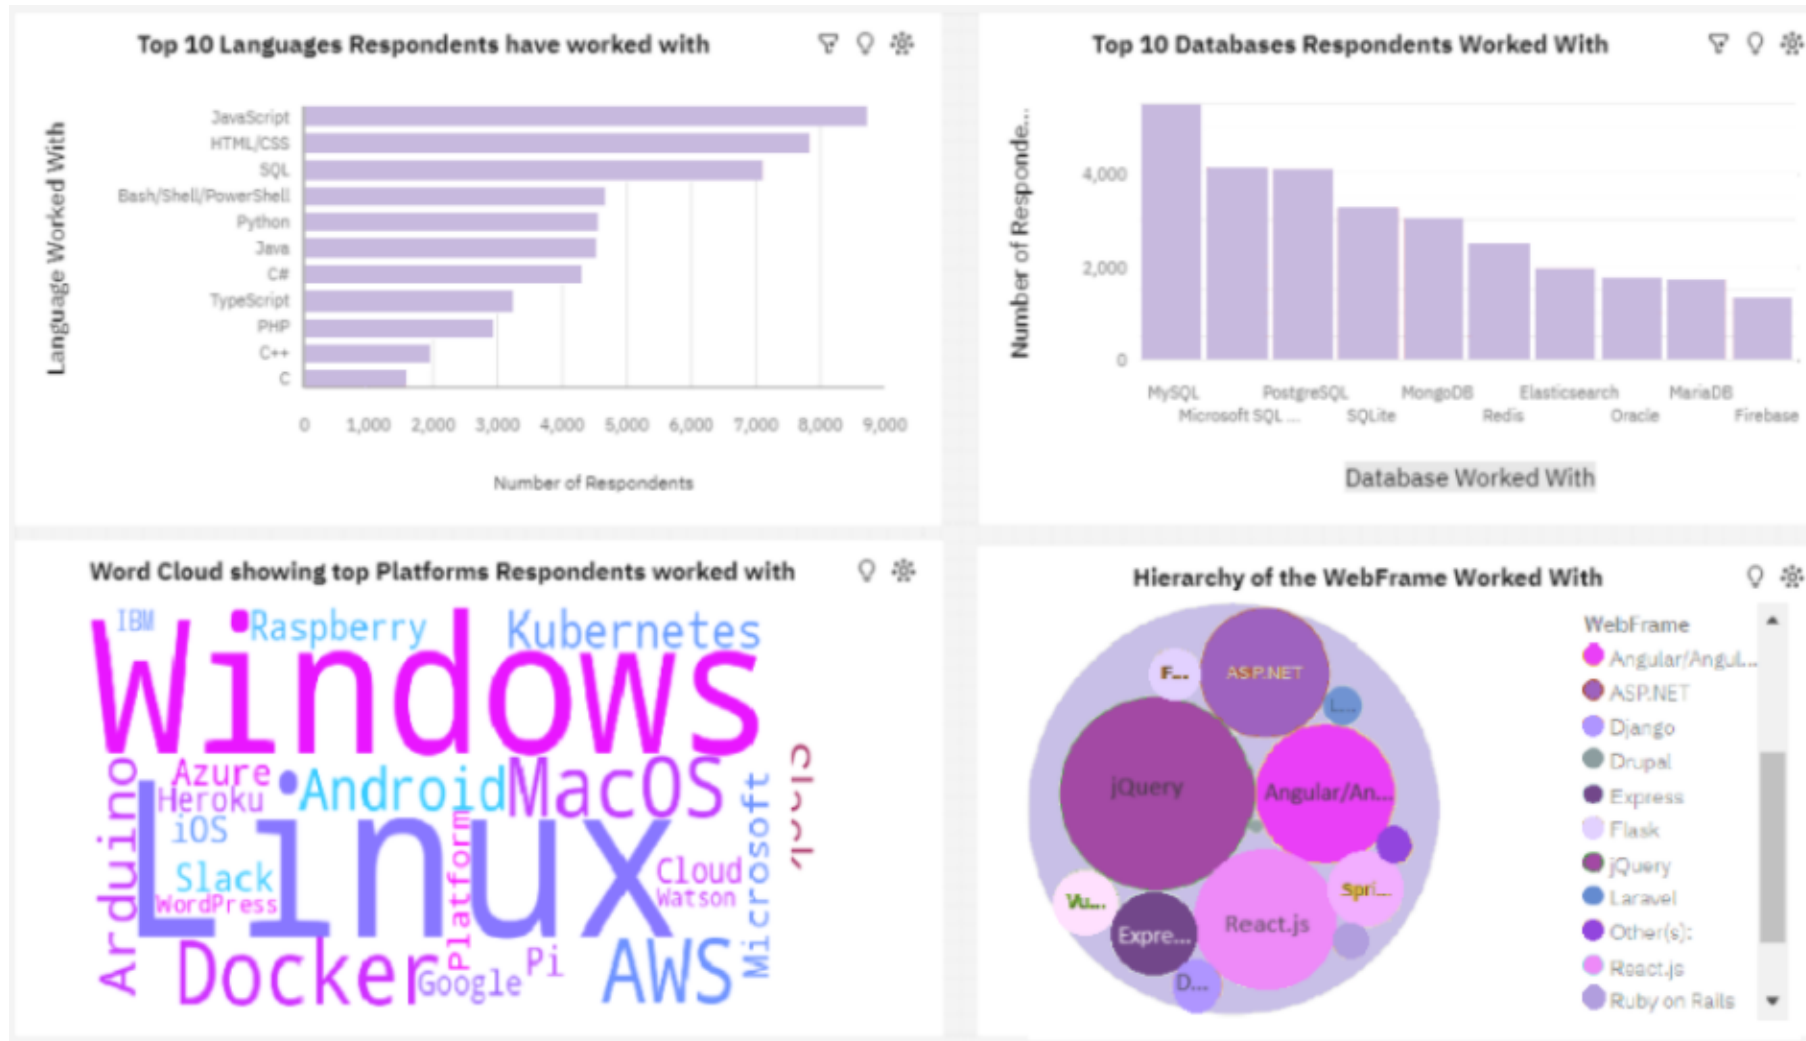 Top 10 Languages Respondents have worked with
Language Worked With
JavaScript
HTML/CSS
SQL
Bash/Shell/PowerShell
Python
Java
C#
TypeScript
PHP
C++
C
0 1,000 2,000 3,000 4,000 5,000 6,000 7,000 8,000 9,000
Number of Respondents
Top 10 Databases Respondents Worked With
Number of Responde...
4,000
2,000
0
MySQL PostgreSQL MongoDB Elasticsearch MariaDB
Microsoft SQL ... SQLite Redis Oracle Firebase
Database Worked With
Word Cloud showing top Platforms Respondents worked with
IBM
Raspberry
Kubernetes
Windows
Azure
Heroku
Android
MacOS
iOS
Arduino
Linux
Slack
WordPress
Platform
Cloud
Watson
Microsoft
Docker
Google
Pi
AWS
Hierarchy of the WebFrame Worked With
F...
ASP.NET
L...
jQuery
Angular/An...
Vu...
Expre...
React.js
Spri...
D...
WebFrame
Angular/Angul...
ASP.NET
Django
Drupal
Express
Flask
jQuery
Laravel
Other(s):
React.js
Ruby on Rails